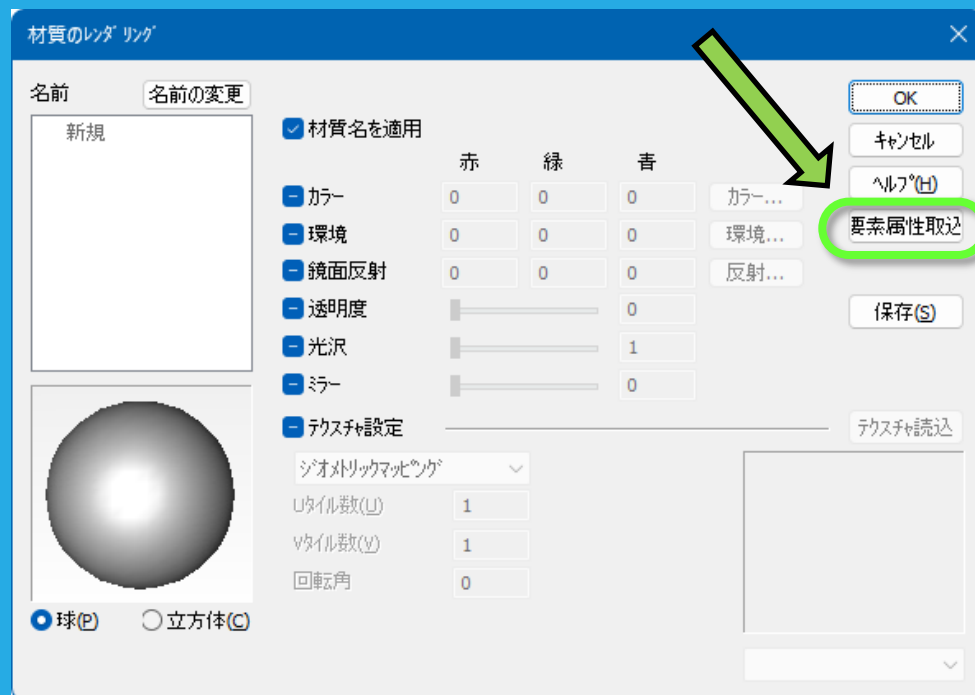 材質のﾚﾝﾀﾞﾘﾝｸﾞ
名前
名前の変更
新規
材質名を適用
赤 緑 青
ｶﾗｰ 0 0 0 ｶﾗｰ...
環境 0 0 0 環境...
鏡面反射 0 0 0 反射...
透明度 0
光沢 1
ﾐﾗｰ 0
ﾃｸｽﾁｬ設定
ｼﾞｵﾒﾄﾘｯｸﾏｯﾋﾟﾝｸﾞ
Uﾀｲﾙ数(U) 1
Vﾀｲﾙ数(V) 1
回転角 0
球(P) 立方体(C)
OK
ｷｬﾝｾﾙ
ﾍﾙﾌﾟ(H)
要素属性取込
保存(S)
ﾃｸｽﾁｬ読込